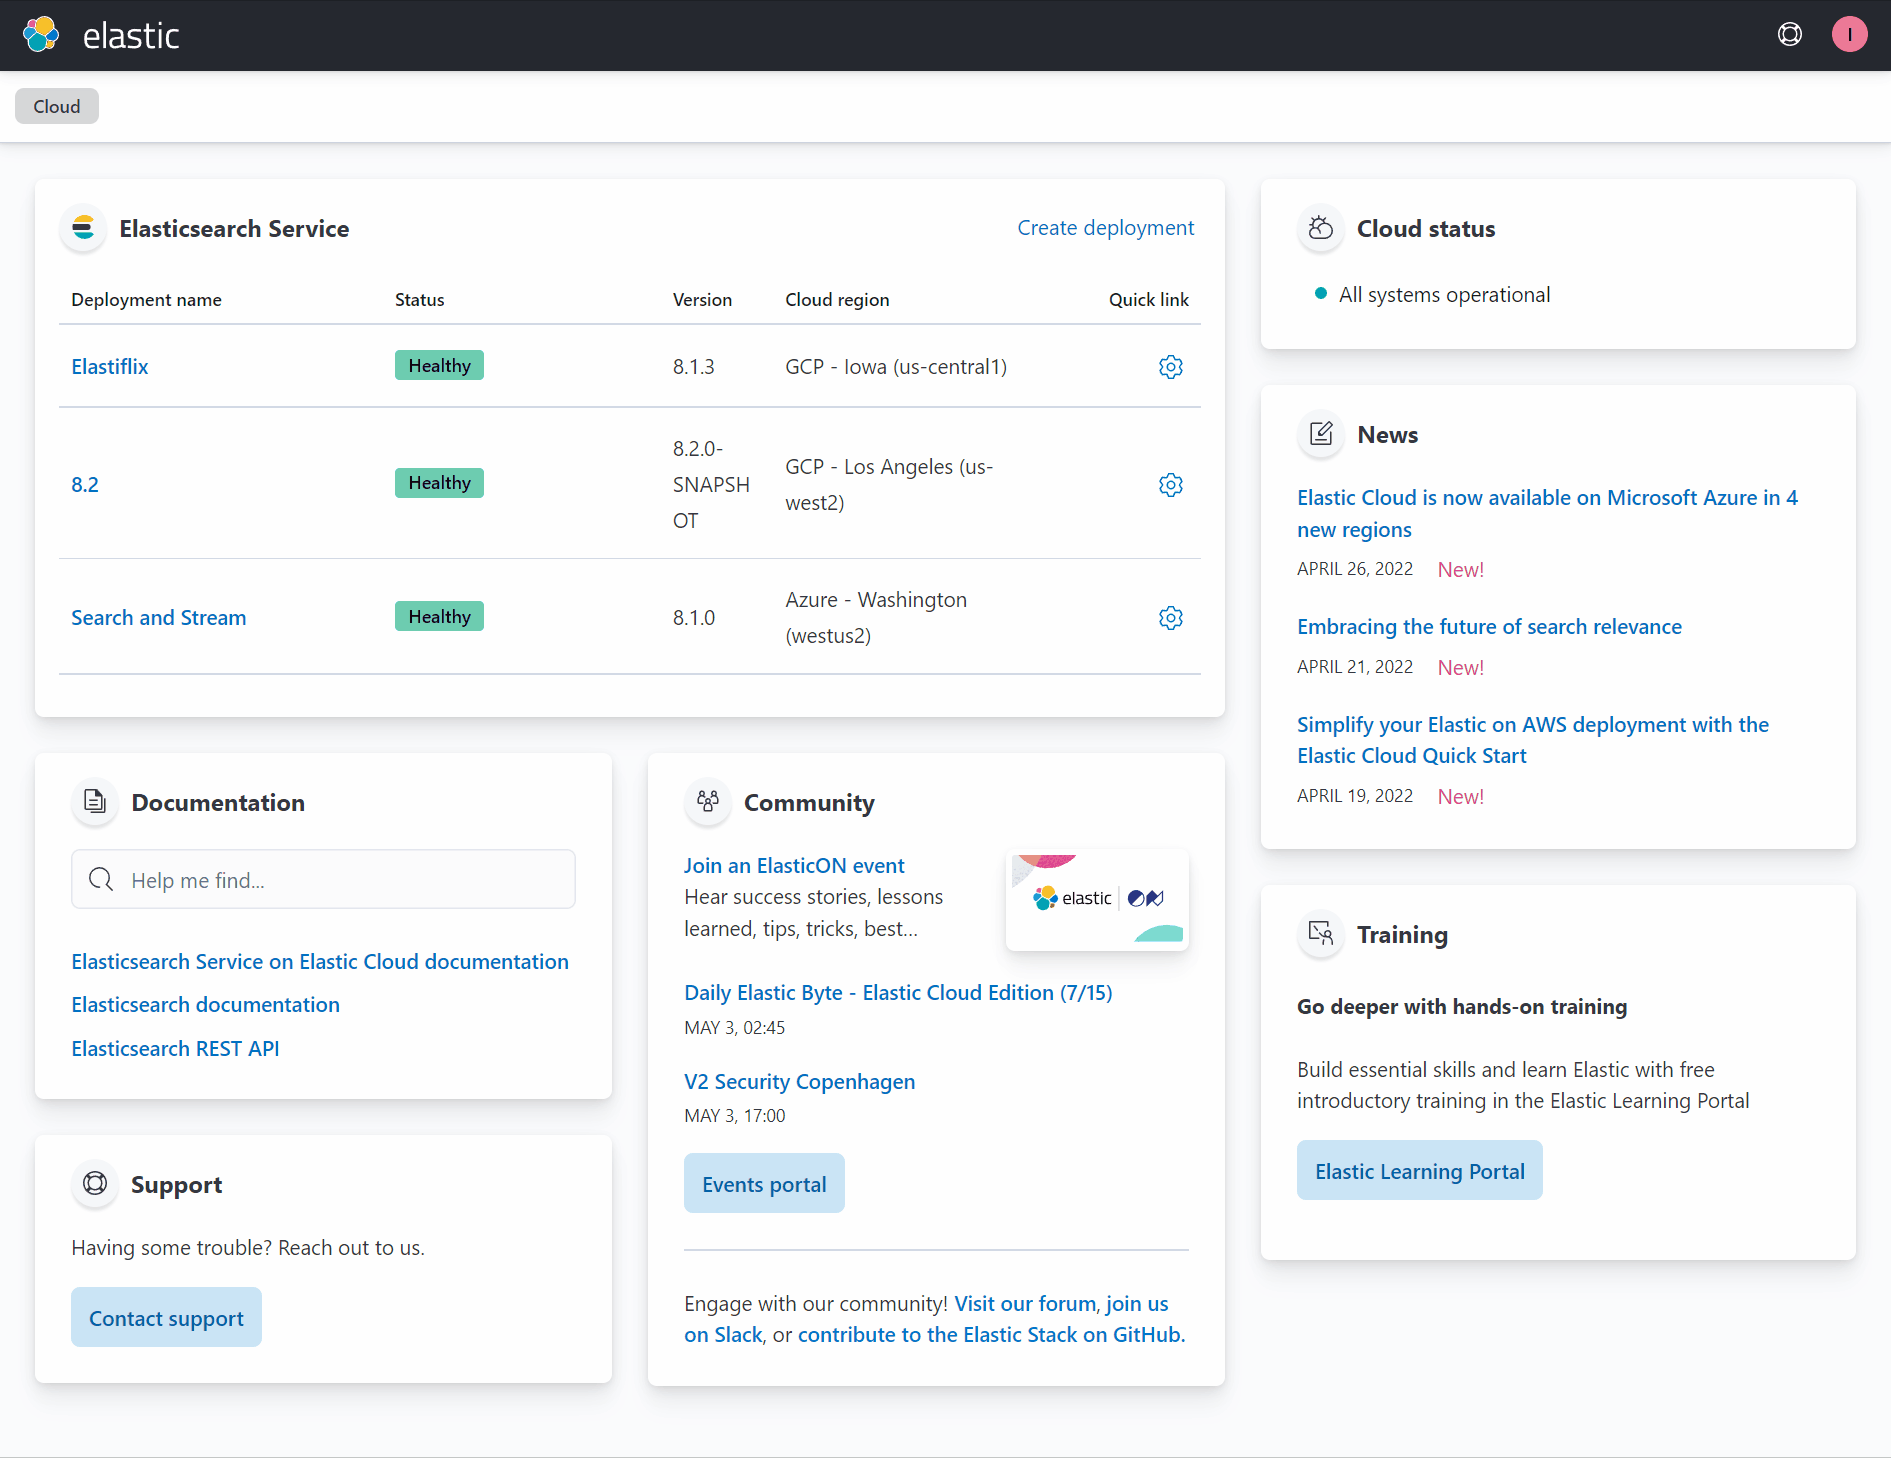 elastic
I
Cloud
Elasticsearch Service
Create deployment
Deployment name Status Version Cloud region Quick link
Elastiflix Healthy 8.1.3 GCP - Iowa (us-central1)
8.2 Healthy
8.2.0-
SNAPSH
OT
GCP - Los Angeles (us-
west2)
Search and Stream Healthy 8.1.0
Azure - Washington
(westus2)
Cloud status
All systems operational
News
Elastic Cloud is now available on Microsoft Azure in 4
new regions
APRIL 26, 2022 New!
Embracing the future of search relevance
APRIL 21, 2022 New!
Simplify your Elastic on AWS deployment with the
Elastic Cloud Quick Start
APRIL 19, 2022 New!
Documentation
Help me find...
Elasticsearch Service on Elastic Cloud documentation
Elasticsearch documentation
Elasticsearch REST API
Support
Having some trouble? Reach out to us.
Contact support
Community
Join an ElasticON event
Hear success stories, lessons
learned, tips, tricks, best...
elastic ON
Daily Elastic Byte - Elastic Cloud Edition (7/15)
MAY 3, 02:45
V2 Security Copenhagen
MAY 3, 17:00
Events portal
Engage with our community! Visit our forum, join us
on Slack, or contribute to the Elastic Stack on GitHub.
Training
Go deeper with hands-on training
Build essential skills and learn Elastic with free
introductory training in the Elastic Learning Portal
Elastic Learning Portal